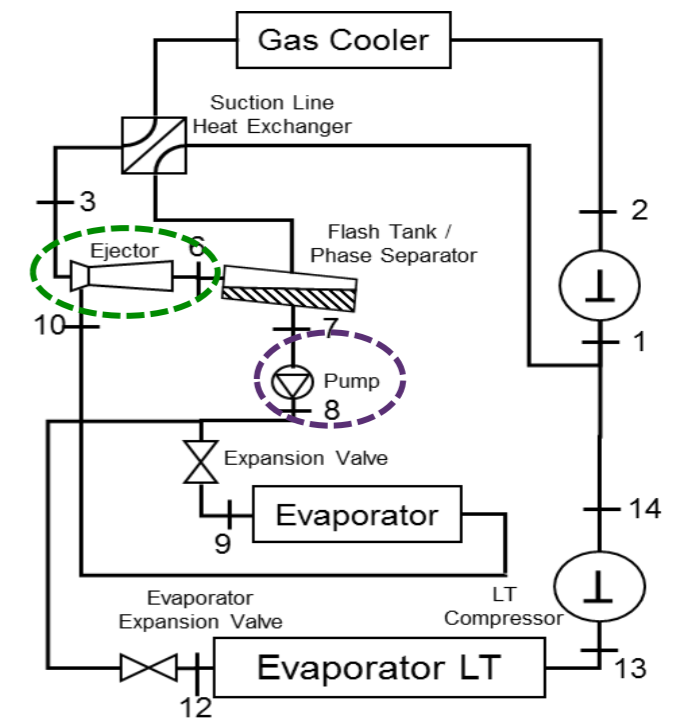 Gas Cooler
Suction Line
Heat Exchanger
3
2
Flash Tank /
Phase Separator
Ejector
6
10
7
1
Pump
8
Expansion Valve
Evaporator
9
14
Evaporator
Expansion Valve
LT
Compressor
Evaporator LT
13
12